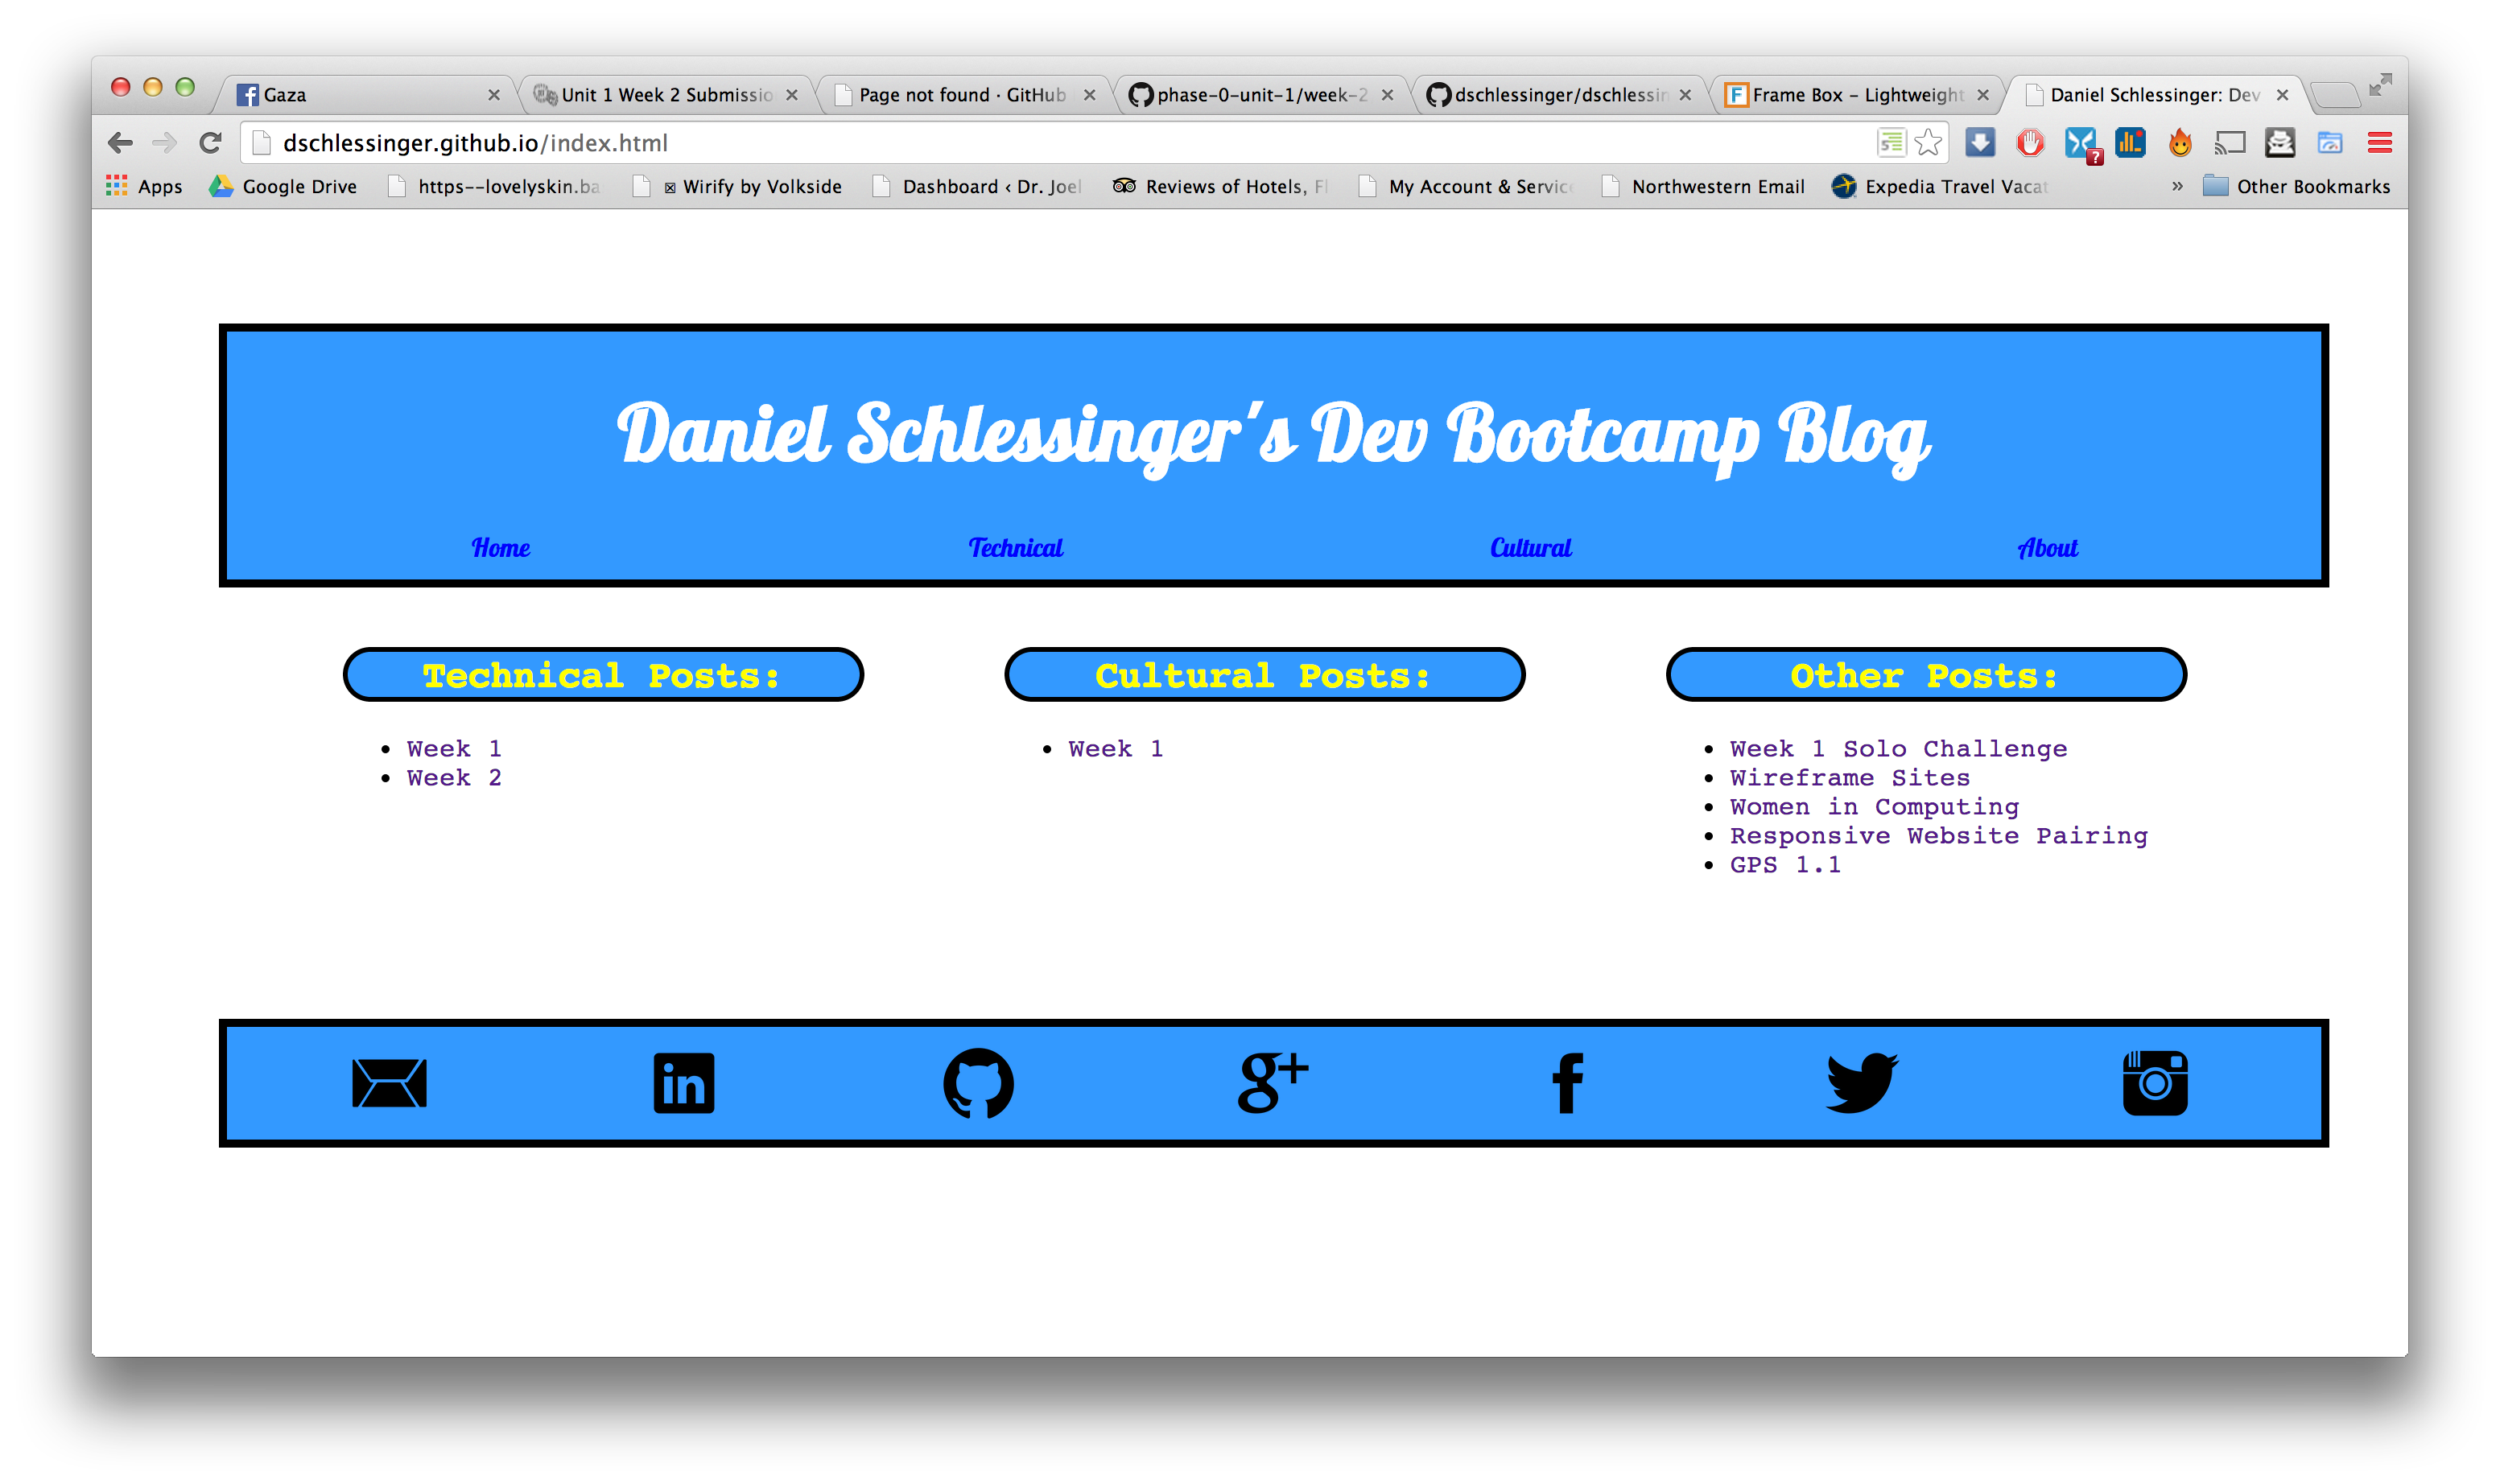 Gaza
Unit 1 Week 2 Submissio
Page not found · GitHub
phase-0-unit-1/week-2
dschlessinger/dschlessin
Frame Box – Lightweight
Daniel Schlessinger: Dev
dschlessinger.github.io/index.html
Apps
Google Drive
https--lovelyskin.ba
Wirify by Volkside
Dashboard ‹ Dr. Joel
Reviews of Hotels, Fl
My Account & Servic
Northwestern Email
Expedia Travel Vacat
» Other Bookmarks
Daniel Schlessinger's Dev Bootcamp Blog
Home Technical Cultural About
Technical Posts:
• Week 1
• Week 2
Cultural Posts:
• Week 1
Other Posts:
• Week 1 Solo Challenge
• Wireframe Sites
• Women in Computing
• Responsive Website Pairing
• GPS 1.1